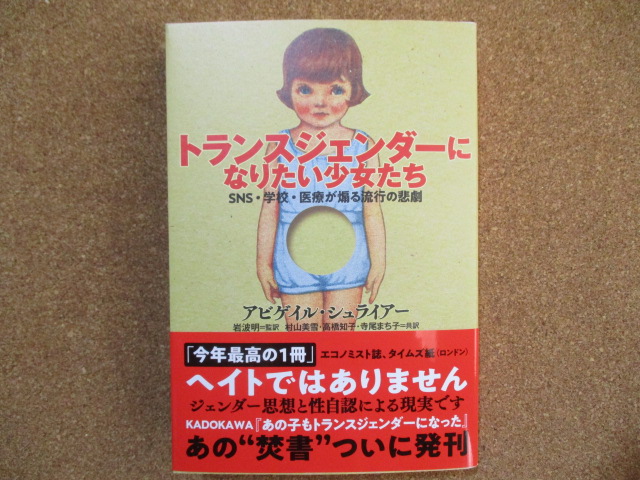 トランスジェンダーに
なりたい少女たち
SNS・学校・医療が煽る流行の悲劇
アビゲイル・シュライアー
岩波明=監訳 村山美雪・高橋知子・寺尾まち子=共訳
「今年最高の1冊」 エコノミスト誌、タイムズ紙(ロンドン)
ヘイトではありません
ジェンダー思想と性自認による現実です
KADOKAWA『あの子もトランスジェンダーになった』
あの“焚書”ついに発刊